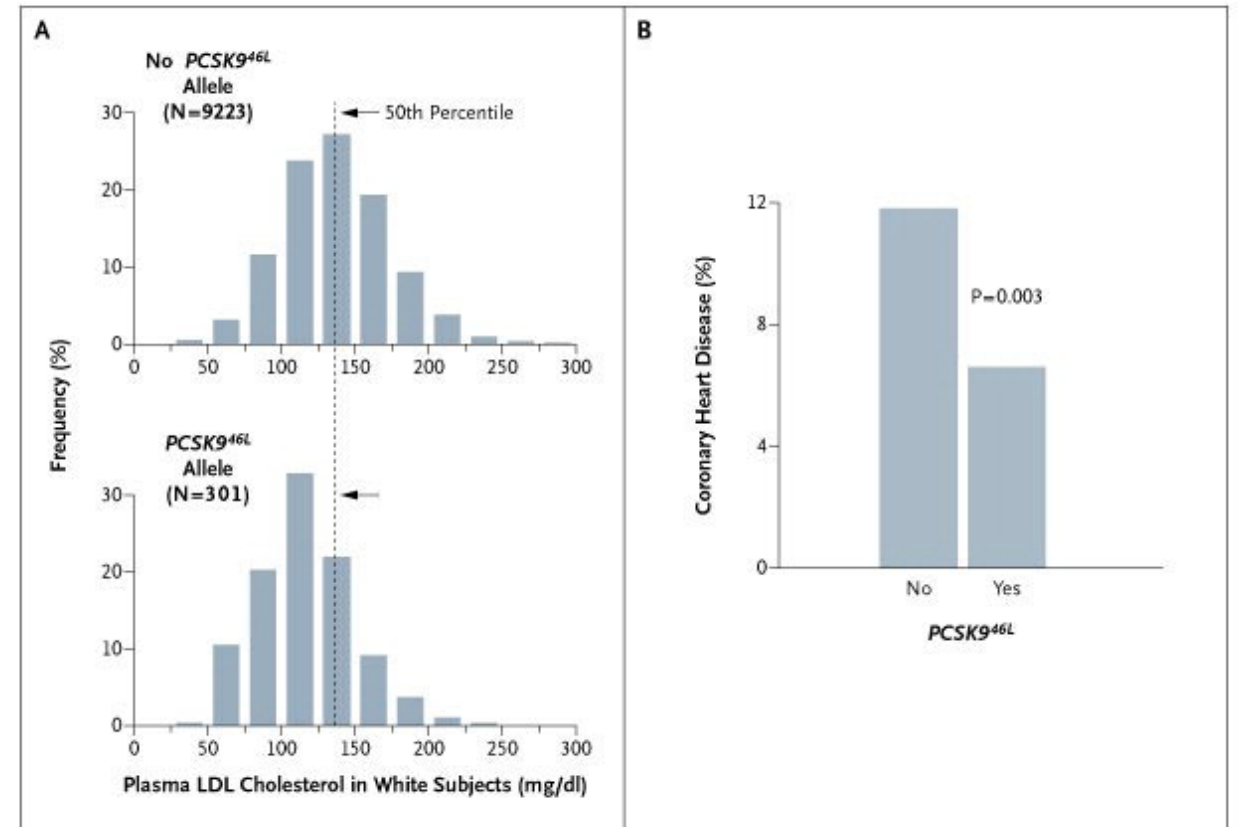 A
No PCSK9⁴⁶ᴸ
Allele
(N=9223)
50th Percentile
30
20
10
0
0 50 100 150 200 250 300
Frequency (%)
PCSK9⁴⁶ᴸ
Allele
(N=301)
30
20
10
0
0 50 100 150 200 250 300
Plasma LDL Cholesterol in White Subjects (mg/dl)
B
12
8
4
0
Coronary Heart Disease (%)
P=0.003
No Yes
PCSK9⁴⁶ᴸ